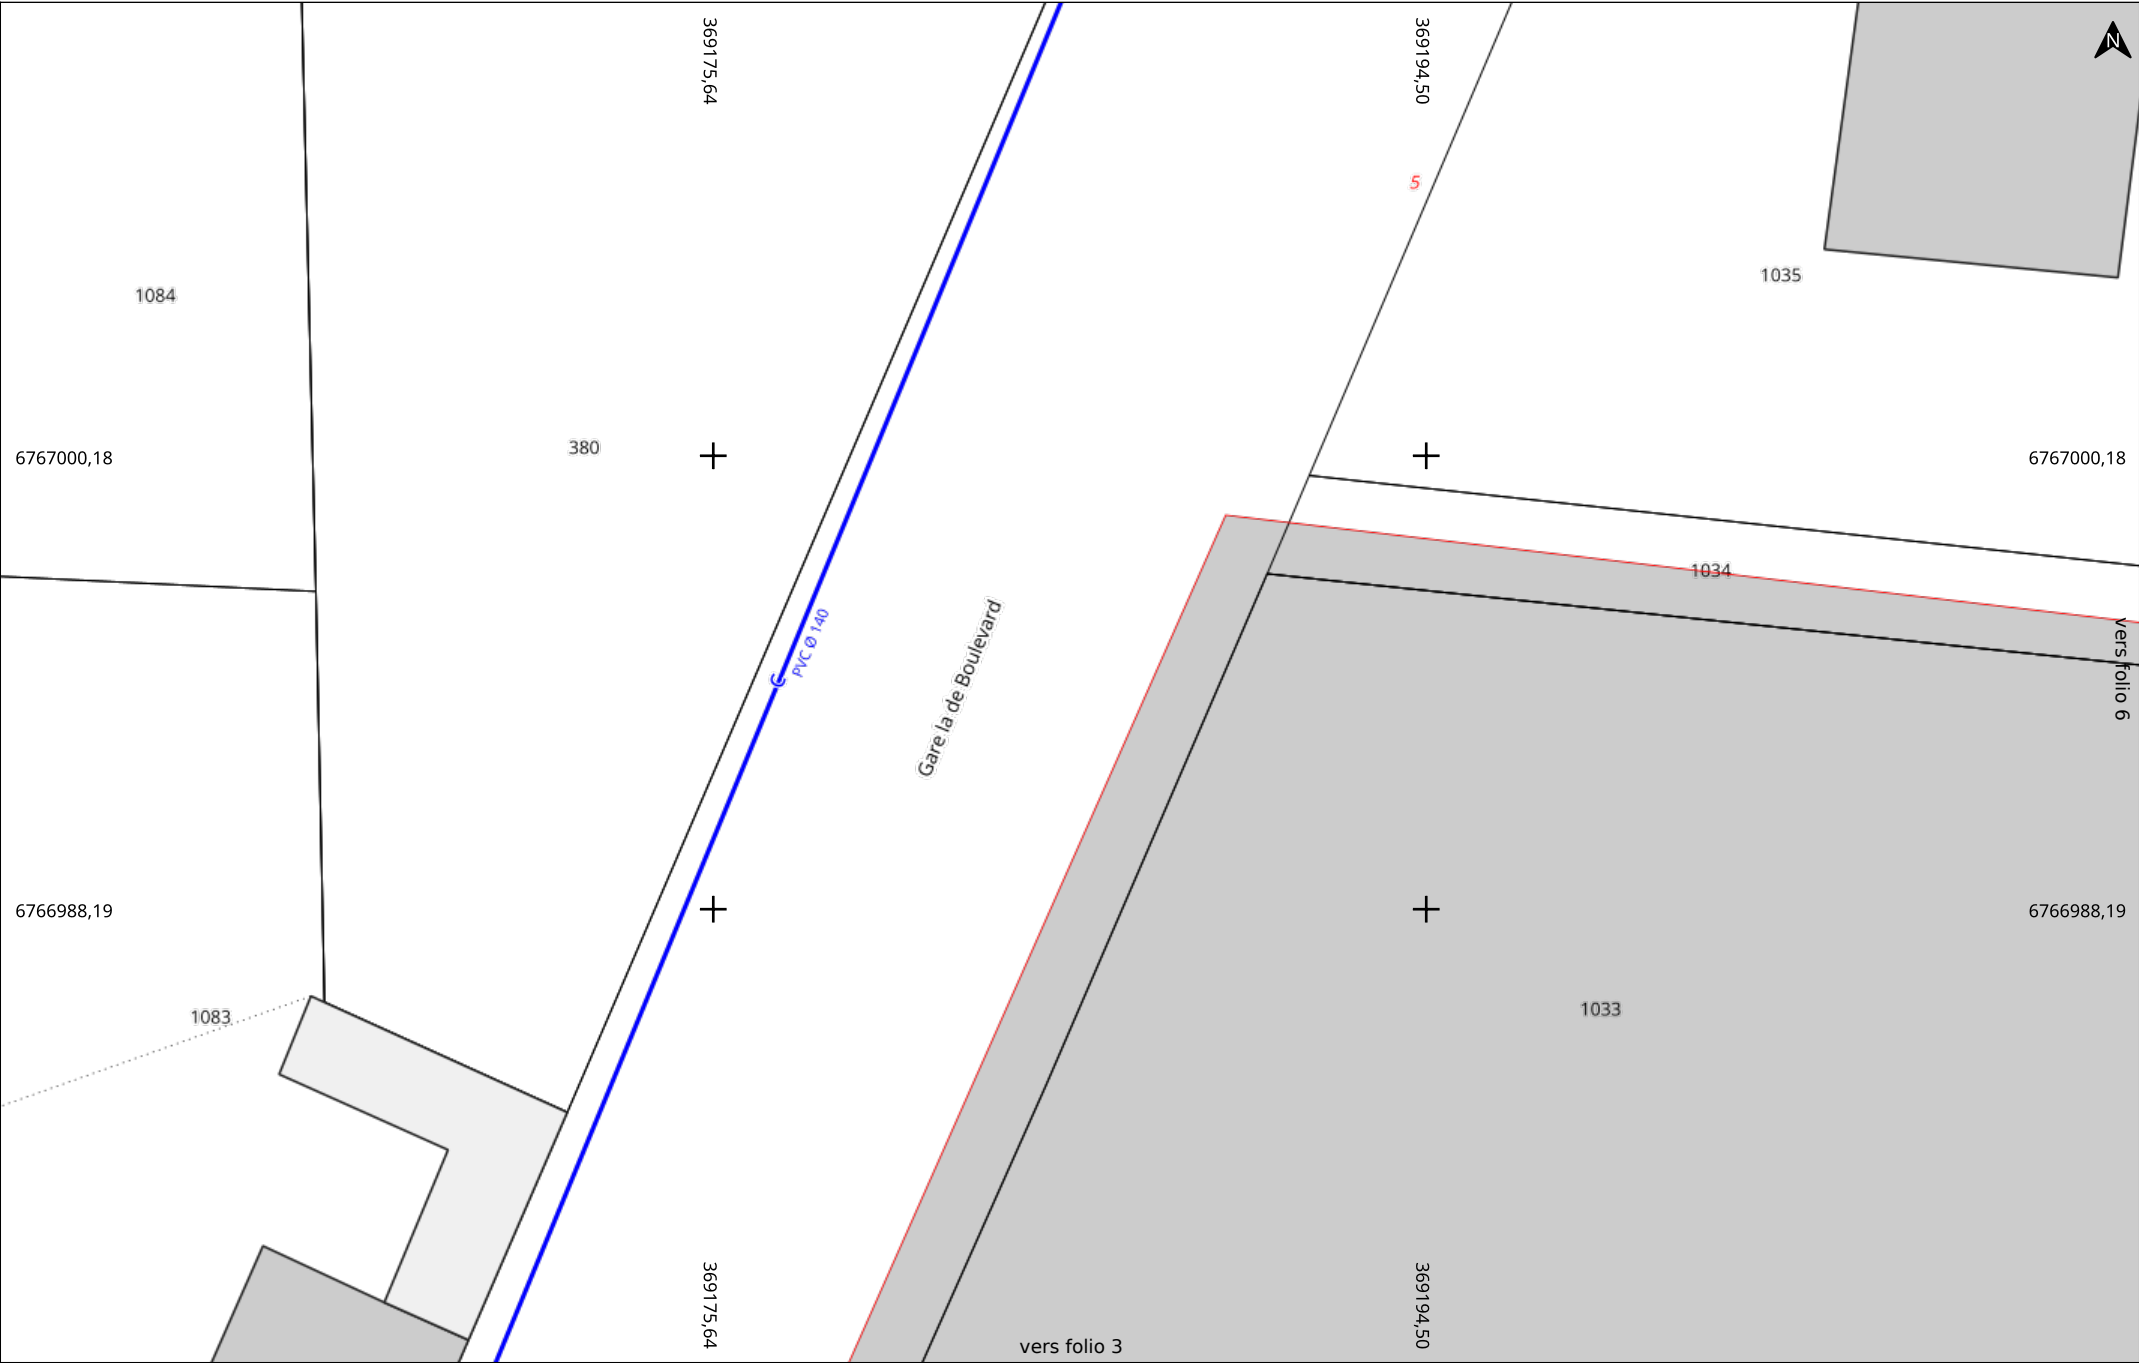 369175,64
369194,50
N
5
1084
1035
380
6767000,18
6767000,18
1034
PVC Ø 140
C
Gare la de Boulevard
vers folio 6
6766988,19
6766988,19
1083
1033
369175,64
369194,50
vers folio 3